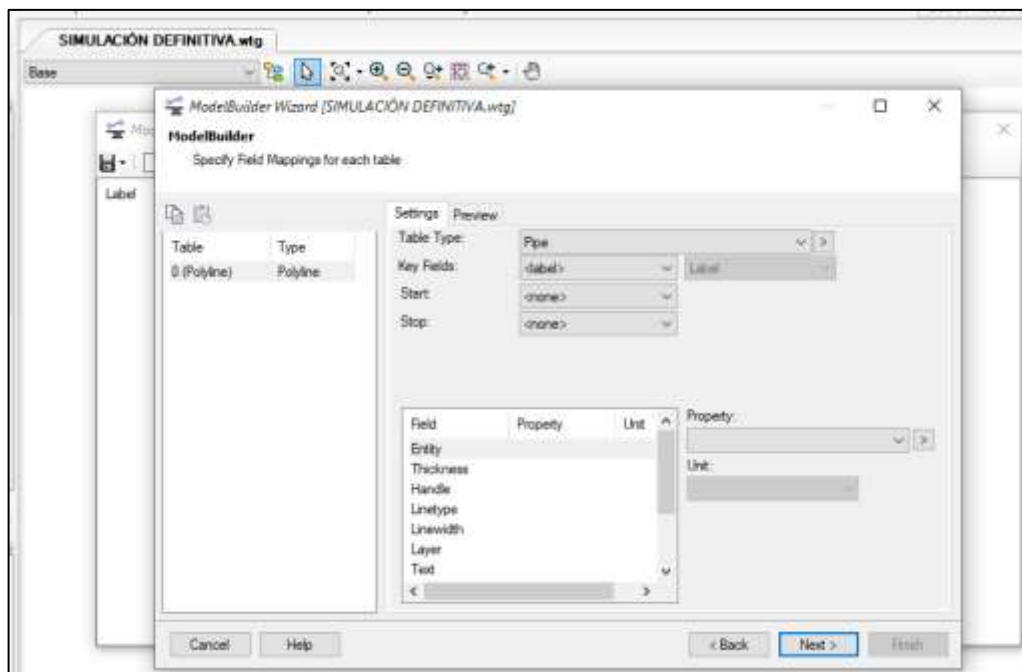 SIMULACIÓN DEFINITIVA.wtg
Base
ModelBuilder Wizard [SIMULACIÓN DEFINITIVA.wtg]
ModelBuilder
Specify Field Mappings for each table
Label
Settings Preview
Table Type: Pipe
Table Type
Key Fields: <label> Label
0 (Polyline) Polyline
Start: <none>
Stop: <none>
Field Property Unit
Property:
Entity
Thickness
Unit:
Handle
Linetype
Linewidth
Layer
Text
Cancel Help < Back Next > Finish